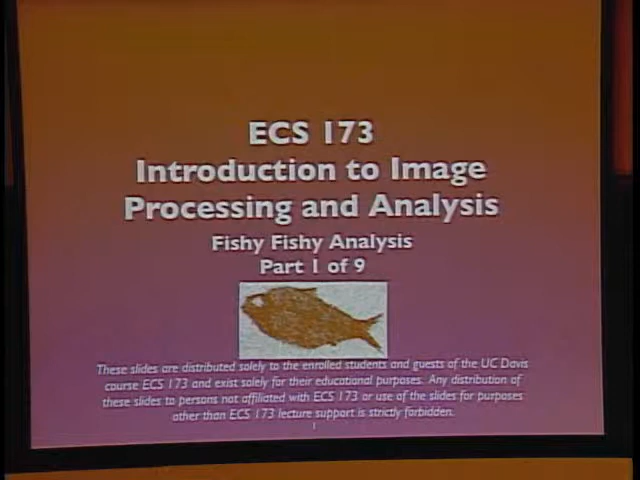 ECS 173
Introduction to Image
Processing and Analysis
Fishy Fishy Analysis
Part 1 of 9
These slides are distributed solely to the enrolled students and guests of the UC Davis
course ECS 173 and exist solely for their educational purposes. Any distribution of
these slides to persons not affiliated with ECS 173 or use of the slides for purposes
other than ECS 173 lecture support is strictly forbidden.
1